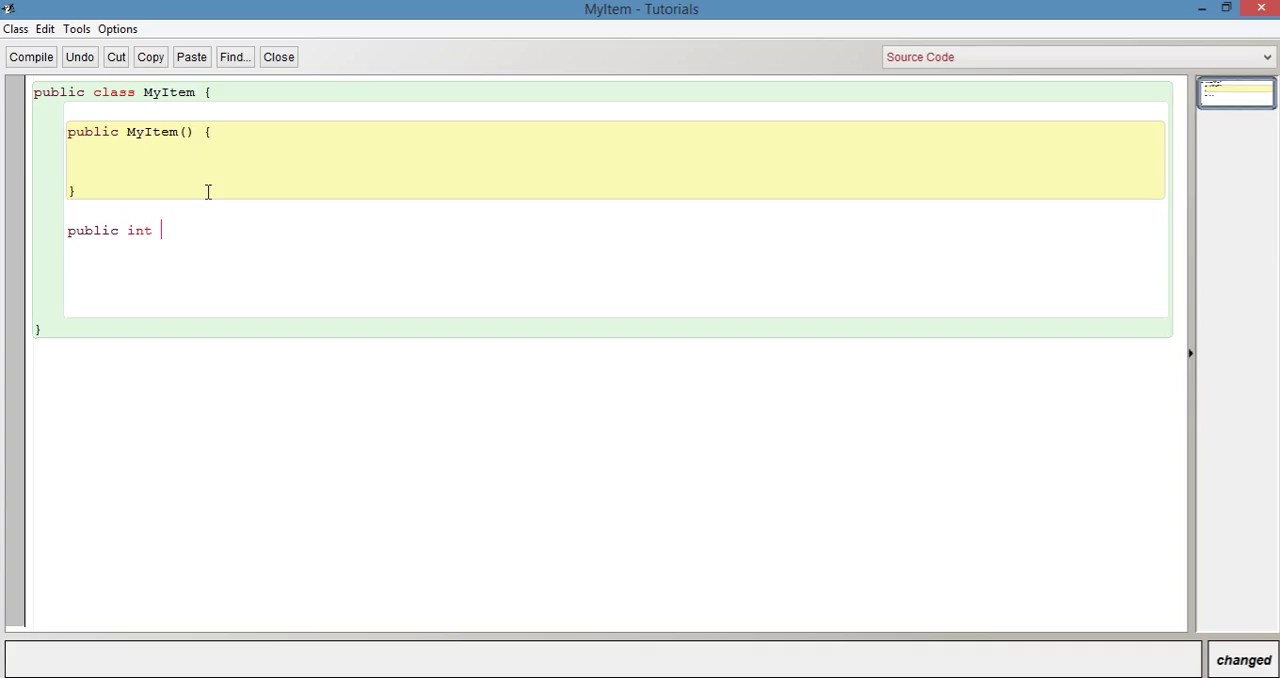 MyItem - Tutorials
Class Edit Tools Options
Compile Undo Cut Copy Paste Find... Close Source Code
public class MyItem {
public MyItem() {
}
public int
}
changed